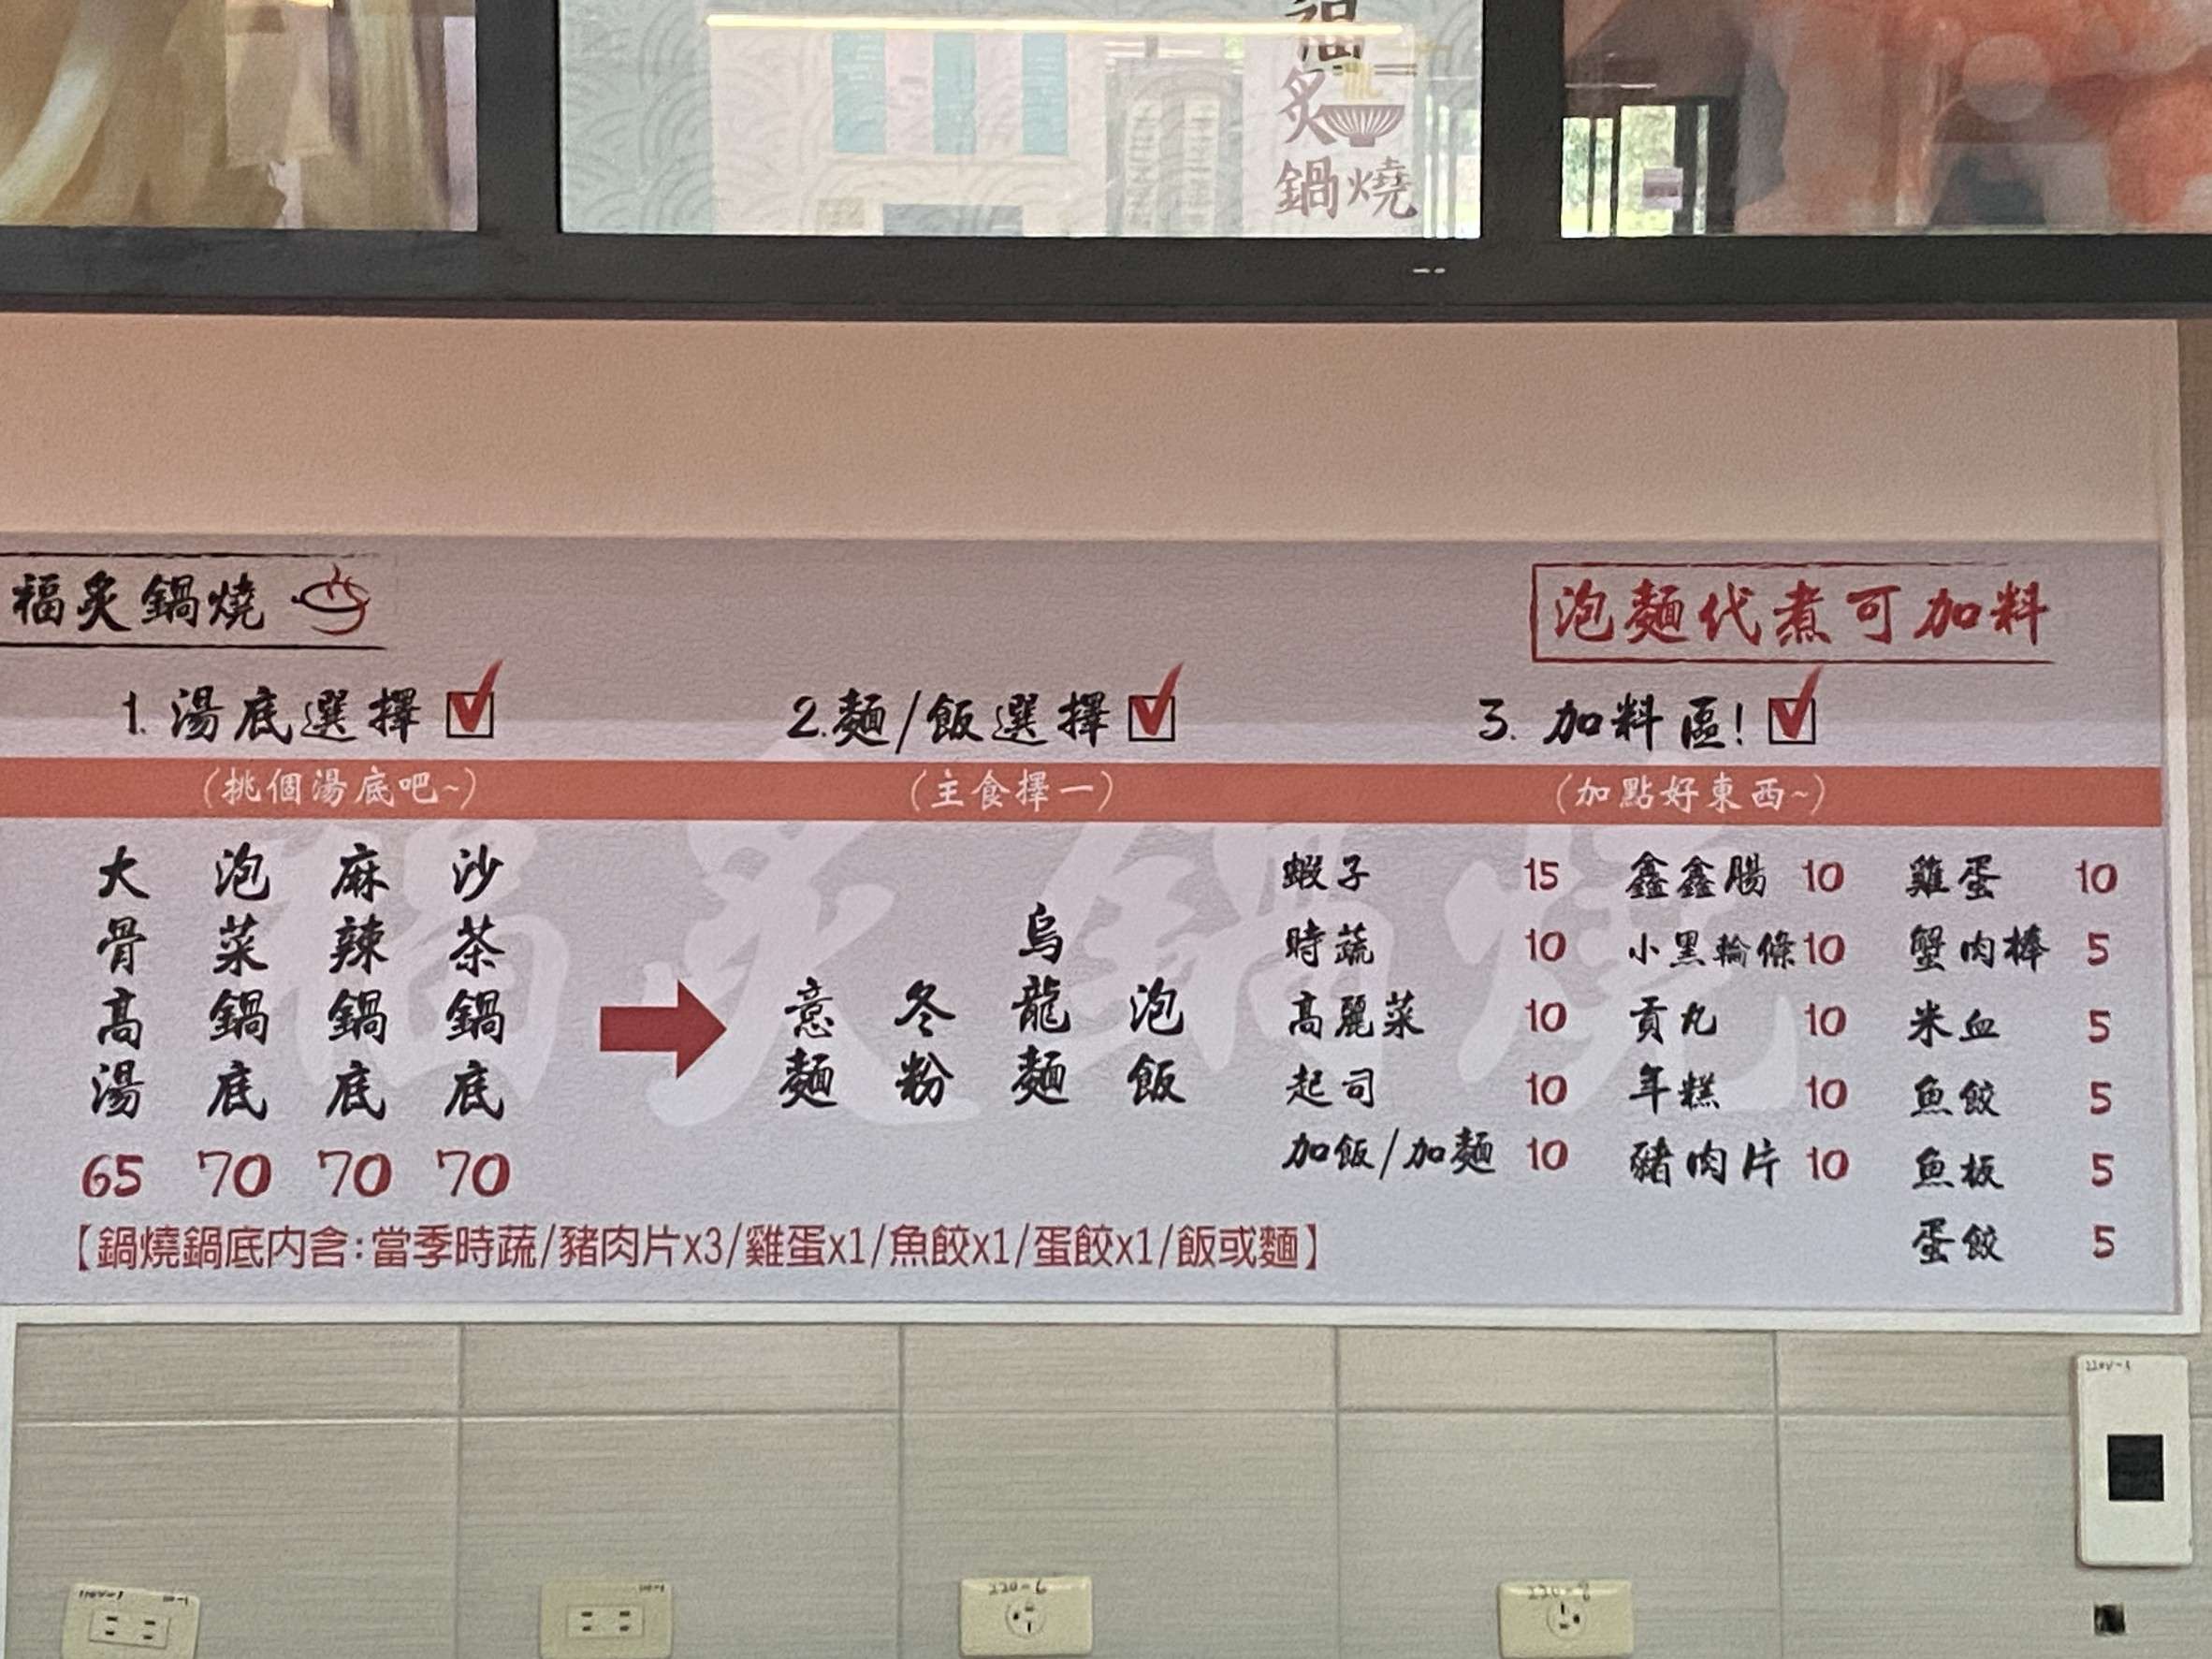 炙
鍋燒
福炙鍋燒
泡麵代煮可加料
1. 湯底選擇
2.麵/飯選擇
3. 加料區!
(挑個湯底吧~)
(主食擇一)
(加點好東西~)
大骨高湯 65
泡菜鍋底 70
麻辣鍋底 70
沙茶鍋底 70
意麵
冬粉
烏龍麵
泡飯
蝦子 15
時蔬 10
高麗菜 10
起司 10
加飯/加麵 10
鑫鑫腸 10
小黑輪條 10
貢丸 10
年糕 10
豬肉片 10
雞蛋 10
蟹肉棒 5
米血 5
魚餃 5
魚板 5
蛋餃 5
【鍋燒鍋底內含:當季時蔬/豬肉片x3/雞蛋x1/魚餃x1/蛋餃x1/飯或麵】
福炙鍋燒
220-6
220-8